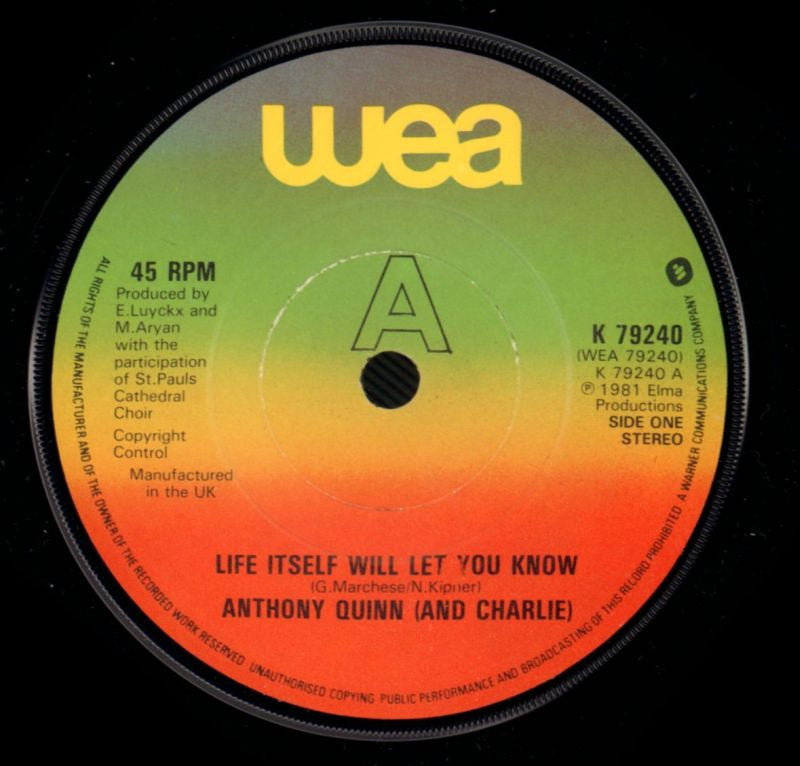 wea
A
45 RPM
Produced by
E.Luyckx and
M.Aryan
with the
participation
of St.Pauls
Cathedral
Choir
Copyright
Control
Manufactured
in the UK
K 79240
(WEA 79240)
K 79240 A
℗ 1981 Elma
Productions
SIDE ONE
STEREO
LIFE ITSELF WILL LET YOU KNOW
(G.Marchese/N.Kipner)
ANTHONY QUINN (AND CHARLIE)
ALL RIGHTS OF THE MANUFACTURER AND OF THE OWNER OF THE RECORDED WORK RESERVED UNAUTHORISED COPYING PUBLIC PERFORMANCE AND BROADCASTING OF THIS RECORD PROHIBITED A WARNER COMMUNICATIONS COMPANY